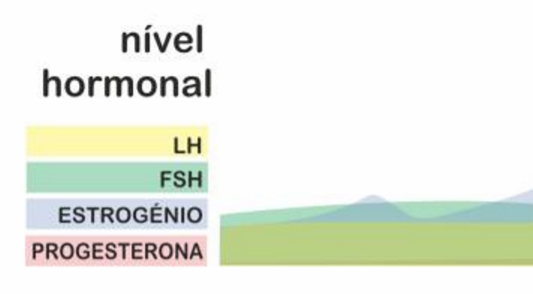 nível
hormonal
LH
FSH
ESTROGÉNIO
PROGESTERONA